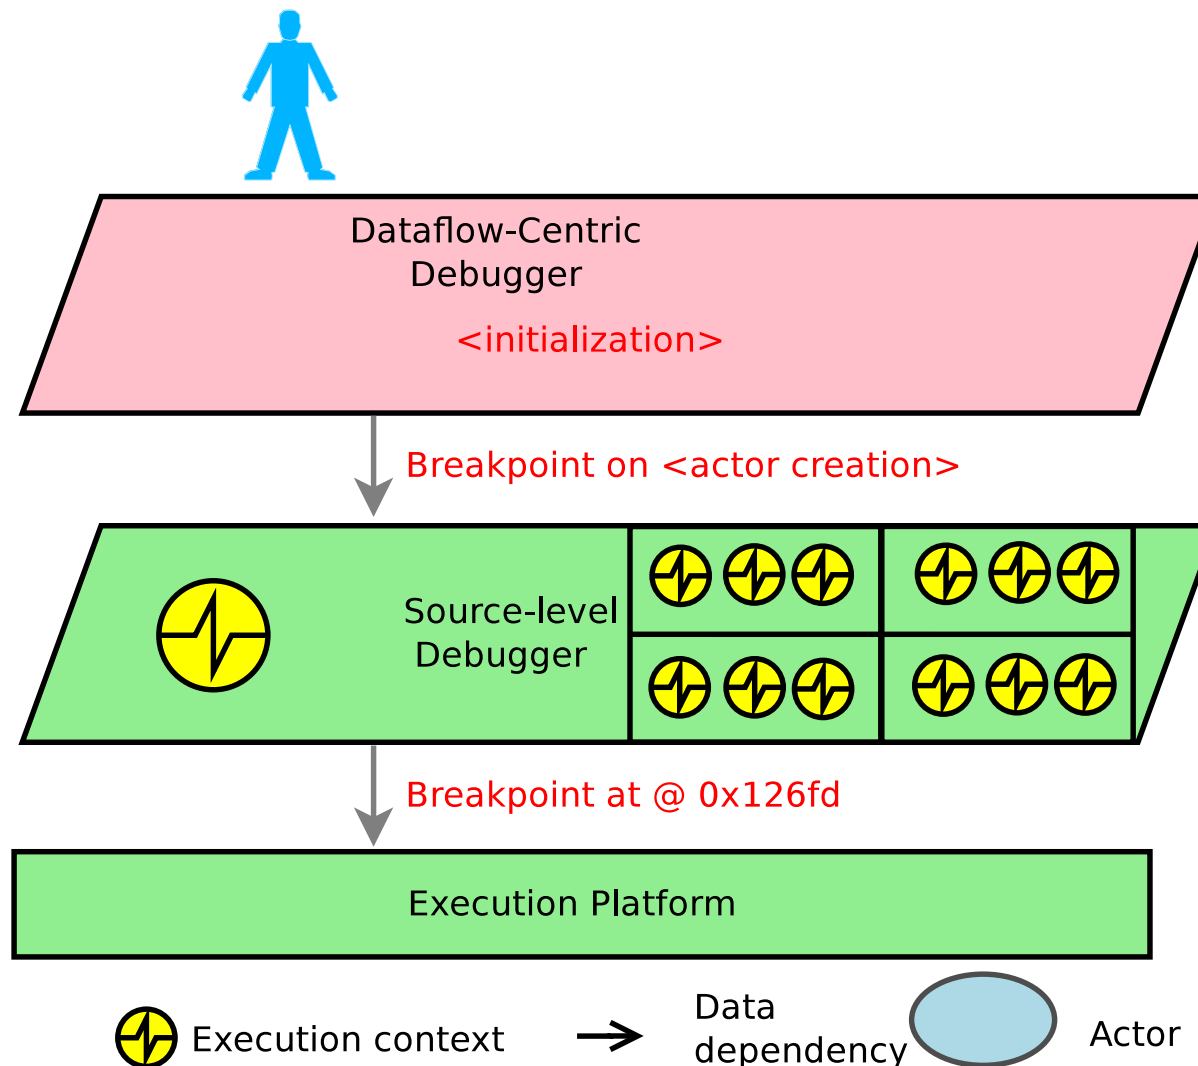 Dataflow-Centric
Debugger
<initialization>
Breakpoint on <actor creation>
Source-level
Debugger
Breakpoint at @ 0x126fd
Execution Platform
Execution context
Data
dependency
Actor